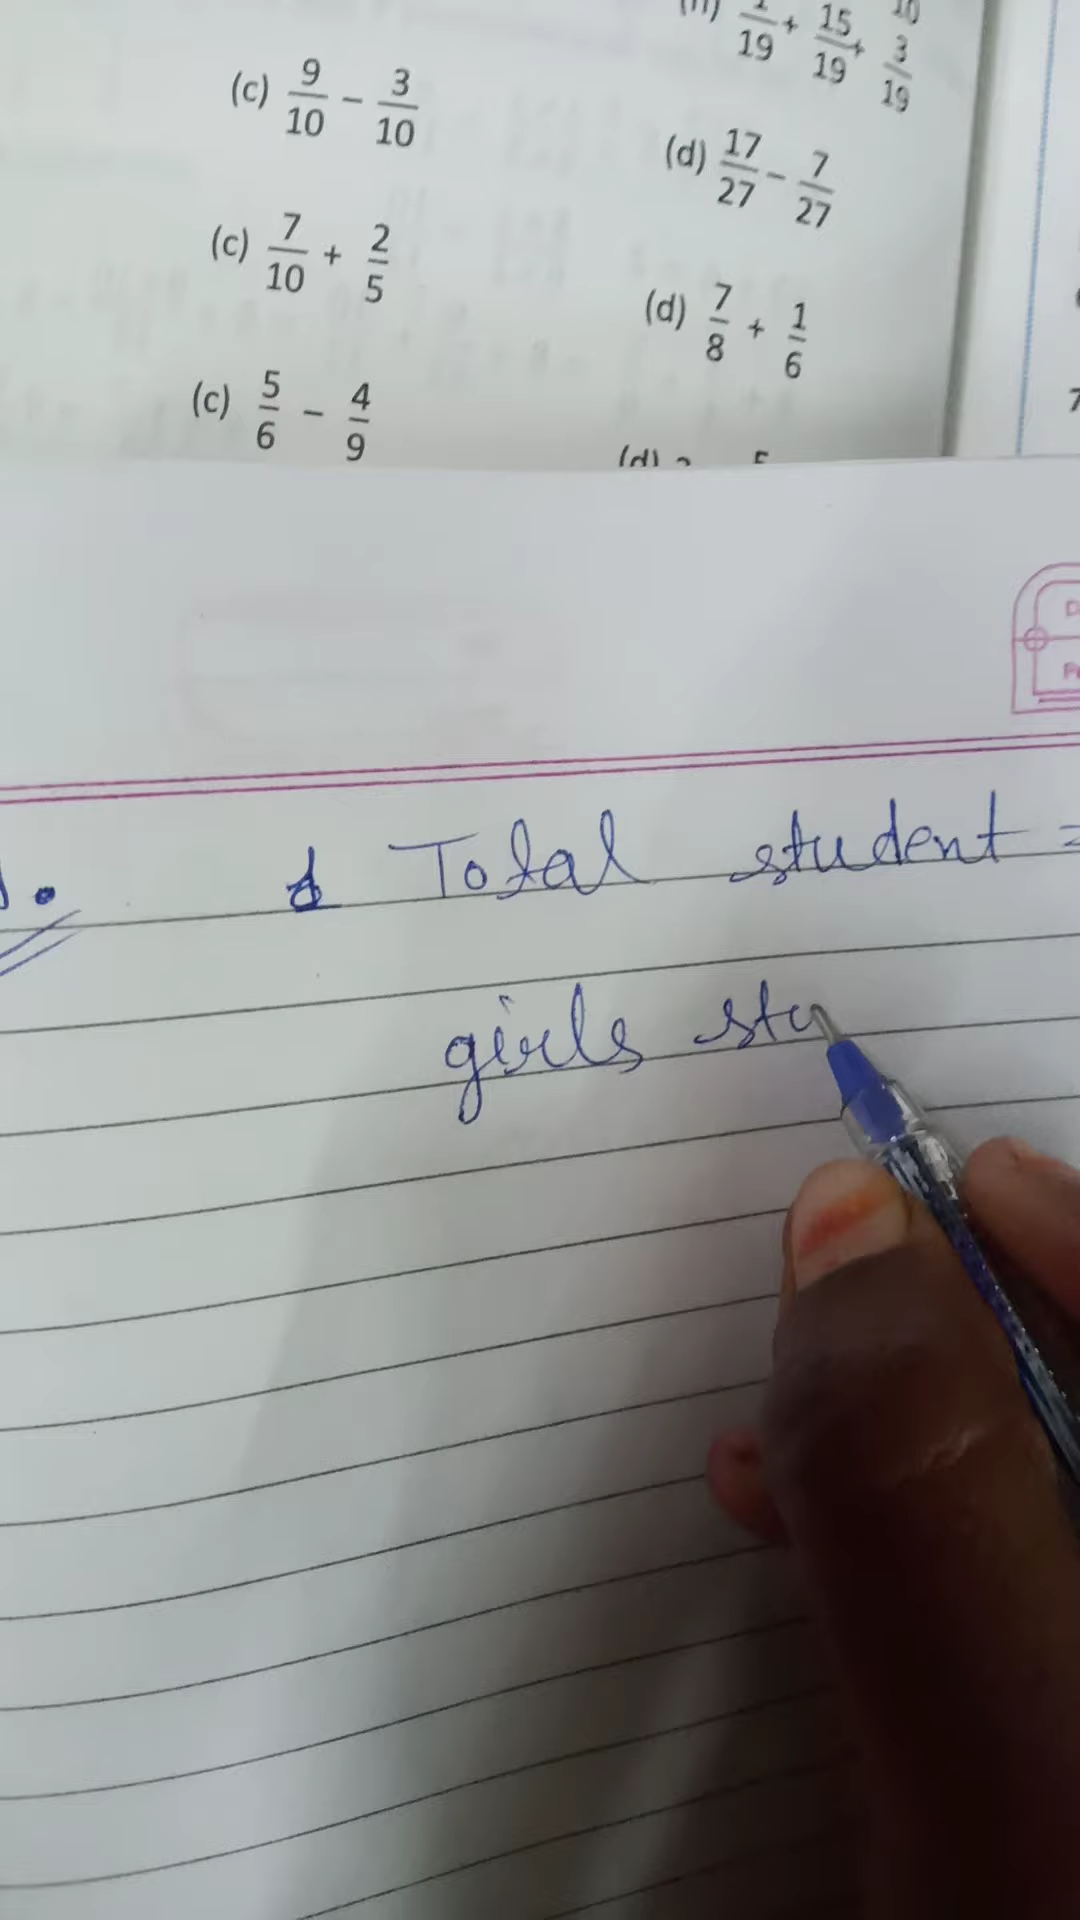 1/19 + 15/19 + 3/19
(c) 9/10 − 3/10
(d) 17/27 − 7/27
(c) 7/10 + 2/5
(d) 7/8 + 1/6
(c) 5/6 − 4/9
(d)
Total student =
girls stu